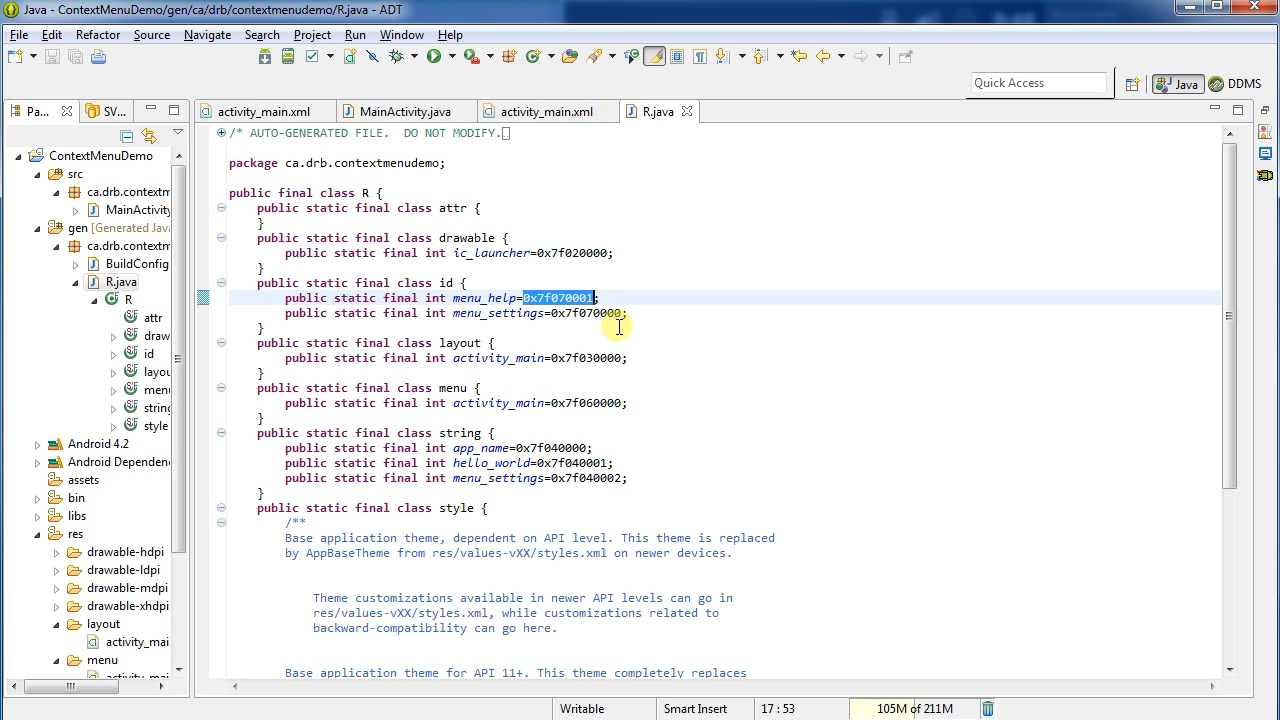 Java - ContextMenuDemo/gen/ca/drb/contextmenudemo/R.java - ADT
File Edit Refactor Source Navigate Search Project Run Window Help
Quick Access
Java
DDMS
Pa...
SV...
activity_main.xml
MainActivity.java
activity_main.xml
R.java
ContextMenuDemo
src
ca.drb.contextm
MainActivity
gen [Generated Java
ca.drb.contextm
BuildConfig
R.java
R
attr
draw
id
layou
menu
string
style
Android 4.2
Android Dependenc
assets
bin
libs
res
drawable-hdpi
drawable-ldpi
drawable-mdpi
drawable-xhdpi
layout
activity_mai
menu
activity_mai
/* AUTO-GENERATED FILE.  DO NOT MODIFY.
package ca.drb.contextmenudemo;
public final class R {
public static final class attr {
}
public static final class drawable {
public static final int ic_launcher=0x7f020000;
}
public static final class id {
public static final int menu_help=0x7f070001;
public static final int menu_settings=0x7f070000;
}
public static final class layout {
public static final int activity_main=0x7f030000;
}
public static final class menu {
public static final int activity_main=0x7f060000;
}
public static final class string {
public static final int app_name=0x7f040000;
public static final int hello_world=0x7f040001;
public static final int menu_settings=0x7f040002;
}
public static final class style {
/**
Base application theme, dependent on API level. This theme is replaced
by AppBaseTheme from res/values-vXX/styles.xml on newer devices.
Theme customizations available in newer API levels can go in
res/values-vXX/styles.xml, while customizations related to
backward-compatibility can go here.
Base application theme for API 11+. This theme completely replaces
Writable
Smart Insert
17 : 53
105M of 211M